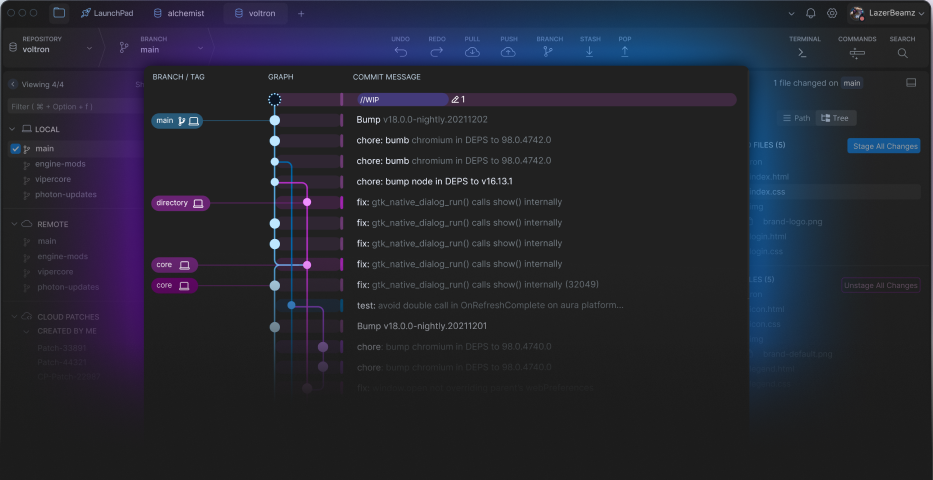 LaunchPad
alchemist
voltron
+
LazerBeamz
REPOSITORY
voltron
BRANCH
main
UNDO
REDO
PULL
PUSH
BRANCH
STASH
POP
TERMINAL
COMMANDS
SEARCH
Viewing 4/4
Filter ( ⌘ + Option + f )
LOCAL
main
engine-mods
vipercore
photon-updates
REMOTE
main
engine-mods
vipercore
photon-updates
CLOUD PATCHES
CREATED BY ME
BRANCH / TAG
GRAPH
COMMIT MESSAGE
//WIP
1
main
Bump v18.0.0-nightly.20211202
chore: bumb chromium in DEPS to 98.0.4742.0
chore: bumb chromium in DEPS to 98.0.4742.0
chore: bump node in DEPS to v16.13.1
directory
fix: gtk_native_dialog_run() calls show() internally
fix: gtk_native_dialog_run() calls show() internally
fix: gtk_native_dialog_run() calls show() internally
core
fix: gtk_native_dialog_run() calls show() internally
core
fix: gtk_native_dialog_run() calls show() internally (32049)
test: avoid double call in OnRefreshComplete on aura platform...
Bump v18.0.0-nightly.20211201
chore: bump chromium in DEPS to 98.0.4740.0
chore: bump chromium in DEPS to 98.0.4740.0
1 file changed on main
Path
Tree
FILES (5)
Stage All Changes
index.html
index.css
brand-logo.png
login.html
FILES (5)
Unstage All Changes
brand-default.png